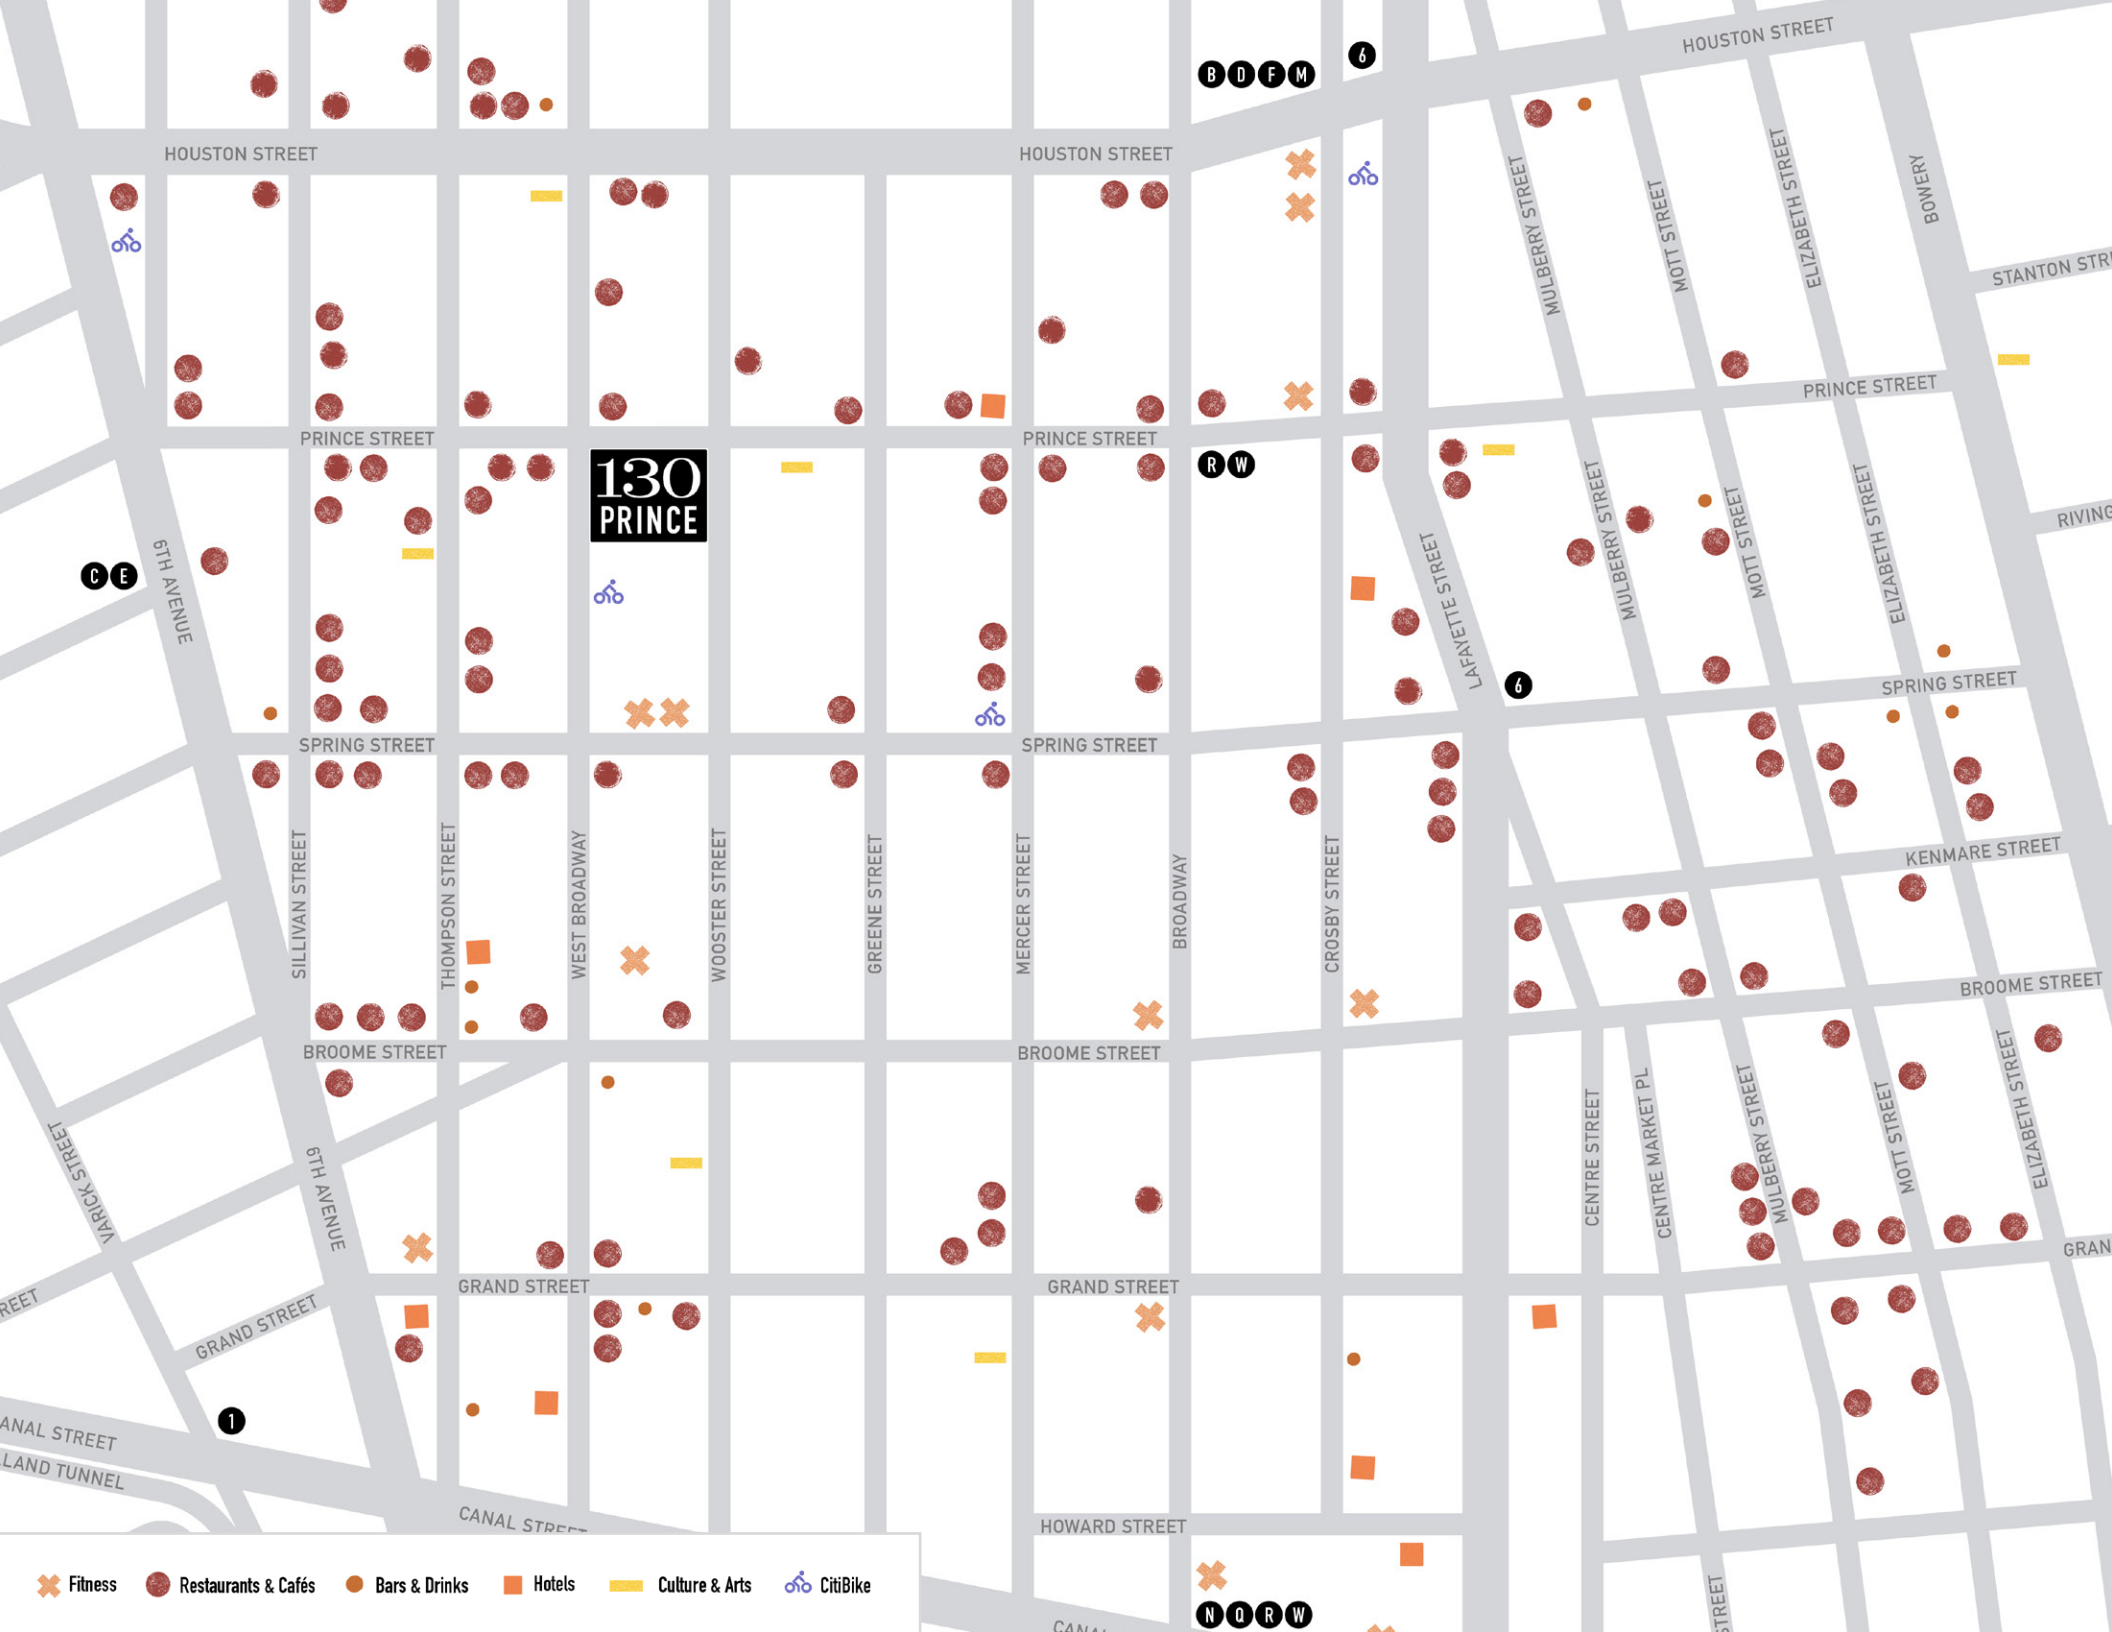 6
B D F M
HOUSTON STREET
HOUSTON STREET
HOUSTON STREET
MULBERRY STREET
MOTT STREET
ELIZABETH STREET
BOWERY
STANTON STR
PRINCE STREET
PRINCE STREET
PRINCE STREET
130
PRINCE
R W
C E
6TH AVENUE
LAFAYETTE STREET
MULBERRY STREET
MOTT STREET
ELIZABETH STREET
RIVING
6
SPRING STREET
SPRING STREET
SPRING STREET
SILLIVAN STREET
THOMPSON STREET
WEST BROADWAY
WOOSTER STREET
GREENE STREET
MERCER STREET
BROADWAY
CROSBY STREET
KENMARE STREET
BROOME STREET
BROOME STREET
BROOME STREET
VARICK STREET
6TH AVENUE
CENTRE STREET
CENTRE MARKET PL
MULBERRY STREET
MOTT STREET
ELIZABETH STREET
GRAN
GRAND STREET
GRAND STREET
GRAND STREET
REET
1
ANAL STREET
LLAND TUNNEL
CANAL STREET
HOWARD STREET
STREET
N Q R W
CANAL
Fitness
Restaurants & Cafés
Bars & Drinks
Hotels
Culture & Arts
CitiBike